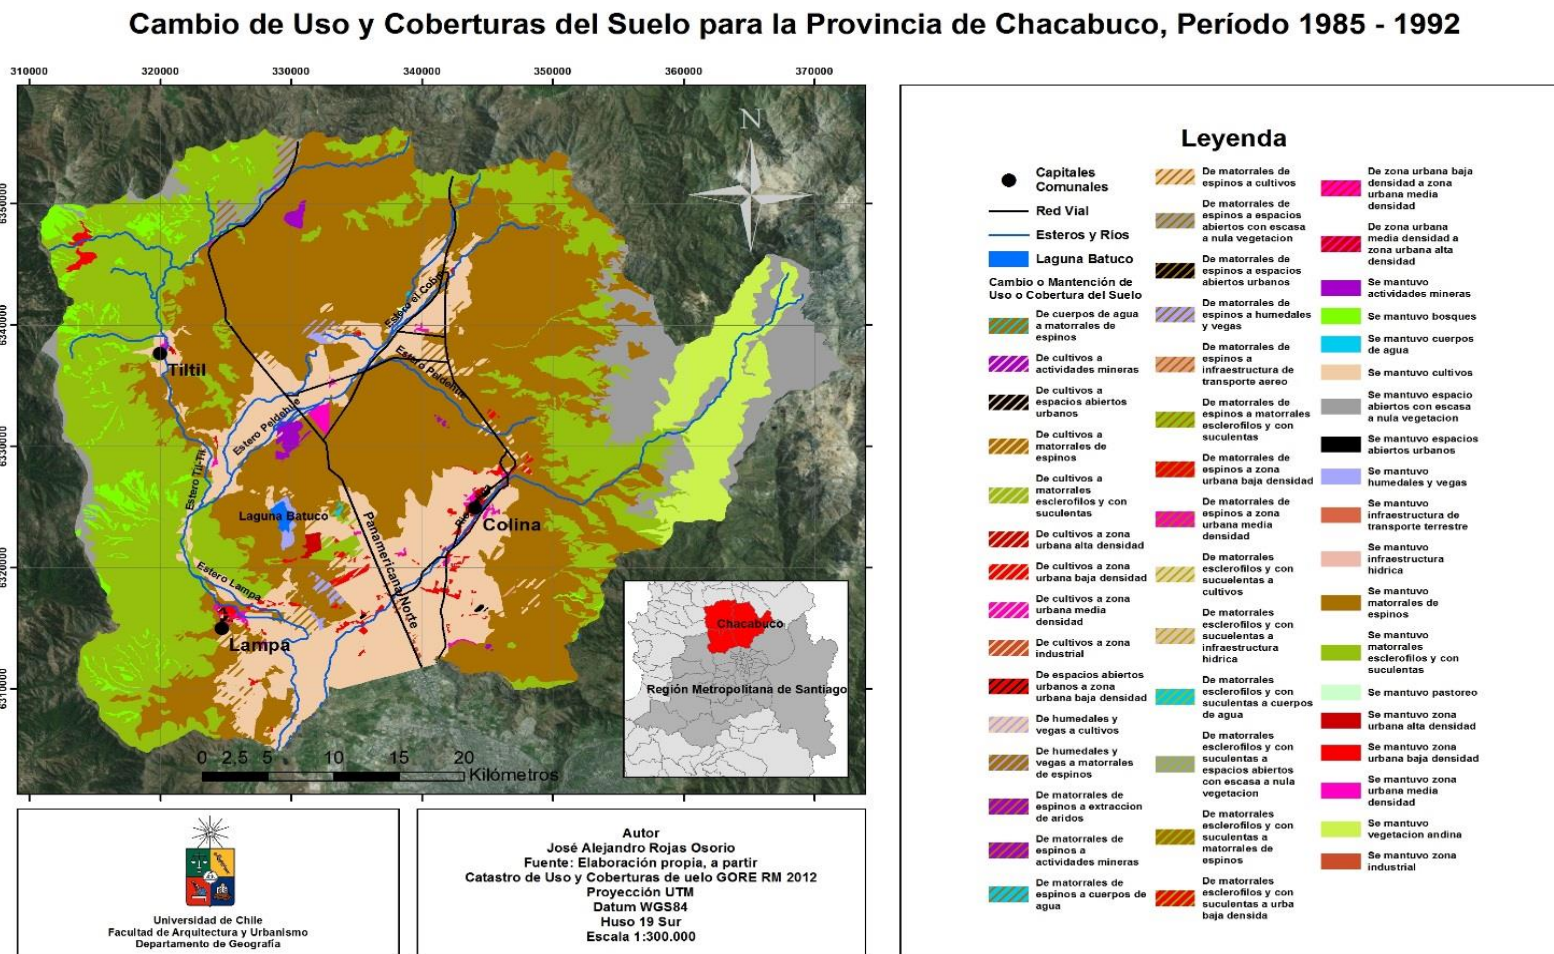 Cambio de Uso y Coberturas del Suelo para la Provincia de Chacabuco, Período 1985 - 1992
310000
320000
330000
340000
350000
360000
370000
6350000
6340000
6330000
6320000
6310000
N
Estero el Cobre
Estero Peldehue
Tiltil
Estero Peldehue
Estero Til-Til
Laguna Batuco
Colina
Panamericana Norte
Estero Lampa
Lampa
0 2,5 5 10 15 20
Kilómetros
Chacabuco
Región Metropolitana de Santiago
Universidad de Chile
Facultad de Arquitectura y Urbanismo
Departamento de Geografía
Autor
José Alejandro Rojas Osorio
Fuente: Elaboración propia, a partir
Catastro de Uso y Coberturas de uelo GORE RM 2012
Proyección UTM
Datum WGS84
Huso 19 Sur
Escala 1:300.000
Leyenda
Capitales
Comunales
Red Vial
Esteros y Rios
Laguna Batuco
Cambio o Mantención de
Uso o Cobertura del Suelo
De cuerpos de agua
a matorrales de
espinos
De cultivos a
actividades mineras
De cultivos a
espacios abiertos
urbanos
De cultivos a
matorrales de
espinos
De cultivos a
matorrales
esclerofilos y con
suculentas
De cultivos a zona
urbana alta densidad
De cultivos a zona
urbana baja densidad
De cultivos a zona
urbana media
densidad
De cultivos a zona
industrial
De espacios abiertos
urbanos a zona
urbana baja densidad
De humedales y
vegas a cultivos
De humedales y
vegas a matorrales
de espinos
De matorrales de
espinos a extraccion
de aridos
De matorrales de
espinos a
actividades mineras
De matorrales de
espinos a cuerpos de
agua
De matorrales de
espinos a cultivos
De matorrales de
espinos a espacios
abiertos con escasa
a nula vegetacion
De matorrales de
espinos a espacios
abiertos urbanos
De matorrales de
espinos a humedales
y vegas
De matorrales de
espinos a
infraestructura de
transporte aereo
De matorrales de
espinos a matorrales
esclerofilos y con
suculentas
De matorrales de
espinos a zona
urbana baja densidad
De matorrales de
espinos a zona
urbana media
densidad
De matorrales
esclerofilos y con
sucuelentas a
cultivos
De matorrales
esclerofilos y con
sucuelentas a
infraestructura
hidrica
De matorrales
esclerofilos y con
suculentas a cuerpos
de agua
De matorrales
esclerofilos y con
suculentas a
espacios abiertos
con escasa a nula
vegetacion
De matorrales
esclerofilos y con
suculentas a
matorrales de
espinos
De matorrales
esclerofilos y con
suculentas a urba
baja densida
De zona urbana baja
densidad a zona
urbana media
densidad
De zona urbana
media densidad a
zona urbana alta
densidad
Se mantuvo
actividades mineras
Se mantuvo bosques
Se mantuvo cuerpos
de agua
Se mantuvo cultivos
Se mantuvo espacio
abiertos con escasa
a nula vegetacion
Se mantuvo espacios
abiertos urbanos
Se mantuvo
humedales y vegas
Se mantuvo
infraestructura de
transporte terrestre
Se mantuvo
infraestructura
hidrica
Se mantuvo
matorrales de
espinos
Se mantuvo
matorrales
esclerofilos y con
suculentas
Se mantuvo pastoreo
Se mantuvo zona
urbana alta densidad
Se mantuvo zona
urbana baja densidad
Se mantuvo zona
urbana media
densidad
Se mantuvo
vegetacion andina
Se mantuvo zona
industrial